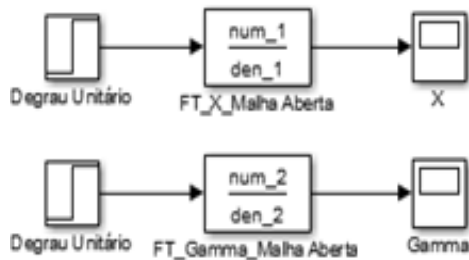 num_1
den_1
Degrau Unitário
FT_X_Malha Aberta
X
num_2
den_2
Degrau Unitário
FT_Gamma_Malha Aberta
Gamma